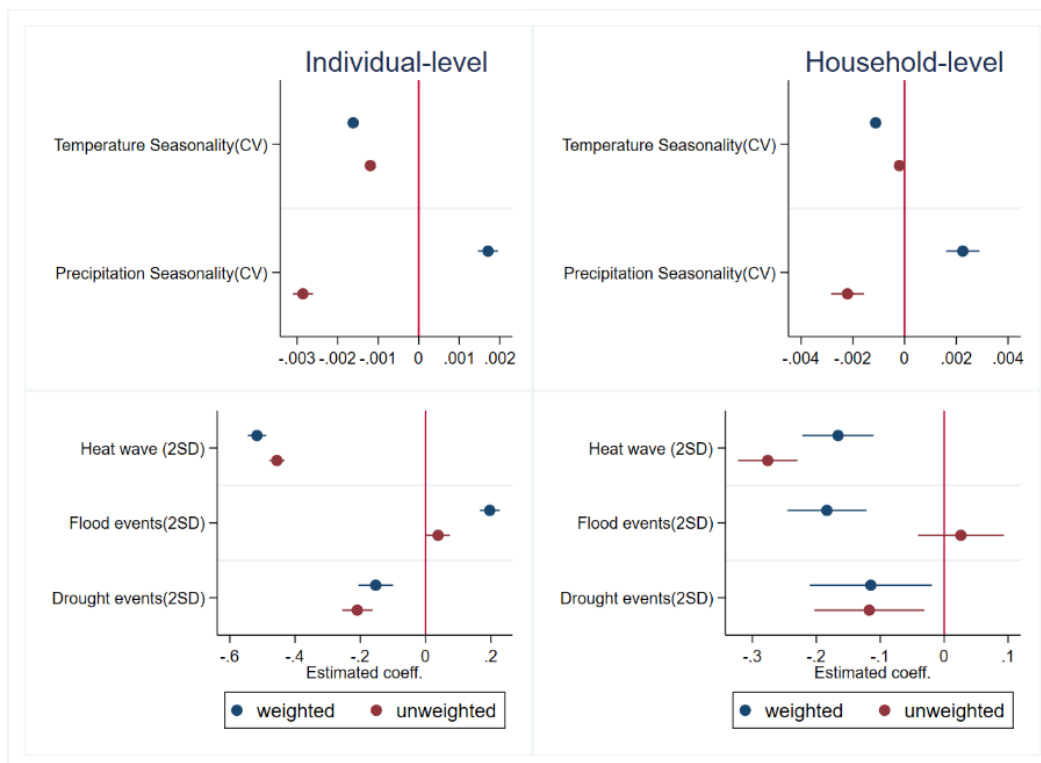 Individual-level
Temperature Seasonality(CV)
Precipitation Seasonality(CV)
-.003 -.002 -.001 0 .001 .002
Household-level
Temperature Seasonality(CV)
Precipitation Seasonality(CV)
-.004 -.002 0 .002 .004
Heat wave (2SD)
Flood events(2SD)
Drought events(2SD)
-.6 -.4 -.2 0 .2
Estimated coeff.
weighted unweighted
Heat wave (2SD)
Flood events(2SD)
Drought events(2SD)
-.3 -.2 -.1 0 .1
Estimated coeff.
weighted unweighted